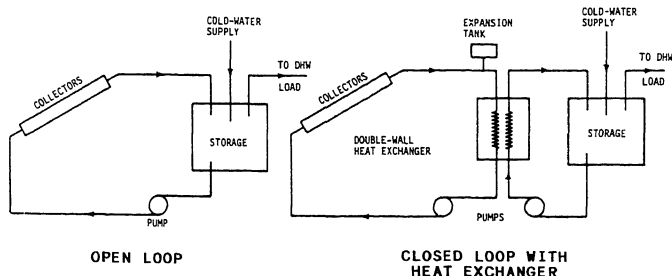 COLD-WATER
SUPPLY
TO DHW
LOAD
COLLECTORS
STORAGE
PUMP
OPEN LOOP
EXPANSION
TANK
COLD-WATER
SUPPLY
TO DHW
LOAD
COLLECTORS
DOUBLE-WALL
HEAT EXCHANGER
STORAGE
PUMPS
CLOSED LOOP WITH
HEAT EXCHANGER